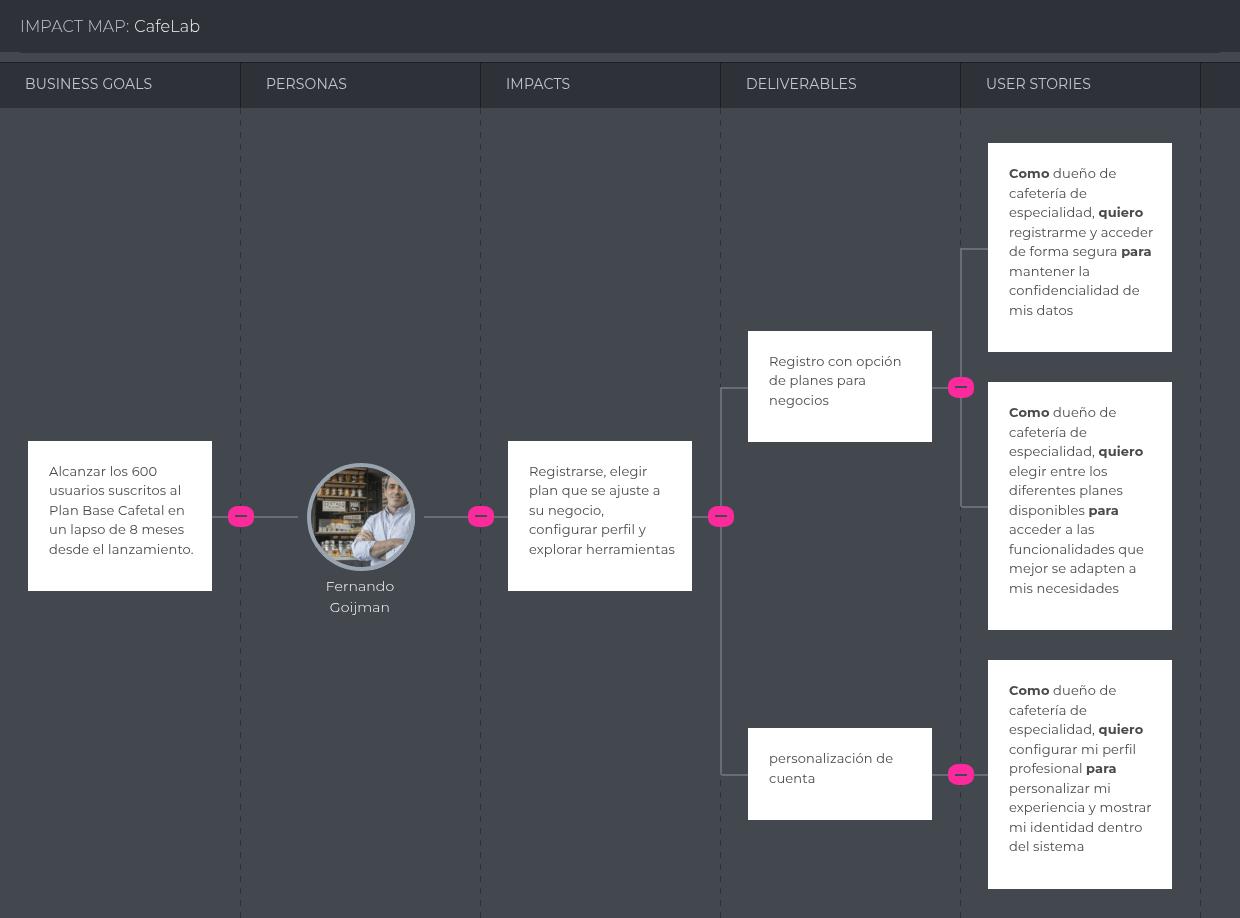 IMPACT MAP: CafeLab
BUSINESS GOALS
PERSONAS
IMPACTS
DELIVERABLES
USER STORIES
Alcanzar los 600
usuarios suscritos al
Plan Base Cafetal en
un lapso de 8 meses
desde el lanzamiento.
Fernando
Goijman
Registrarse, elegir
plan que se ajuste a
su negocio,
configurar perfil y
explorar herramientas
Registro con opción
de planes para
negocios
Como dueño de
cafetería de
especialidad, quiero
registrarme y acceder
de forma segura para
mantener la
confidencialidad de
mis datos
Como dueño de
cafetería de
especialidad, quiero
elegir entre los
diferentes planes
disponibles para
acceder a las
funcionalidades que
mejor se adapten a
mis necesidades
personalización de
cuenta
Como dueño de
cafetería de
especialidad, quiero
configurar mi perfil
profesional para
personalizar mi
experiencia y mostrar
mi identidad dentro
del sistema